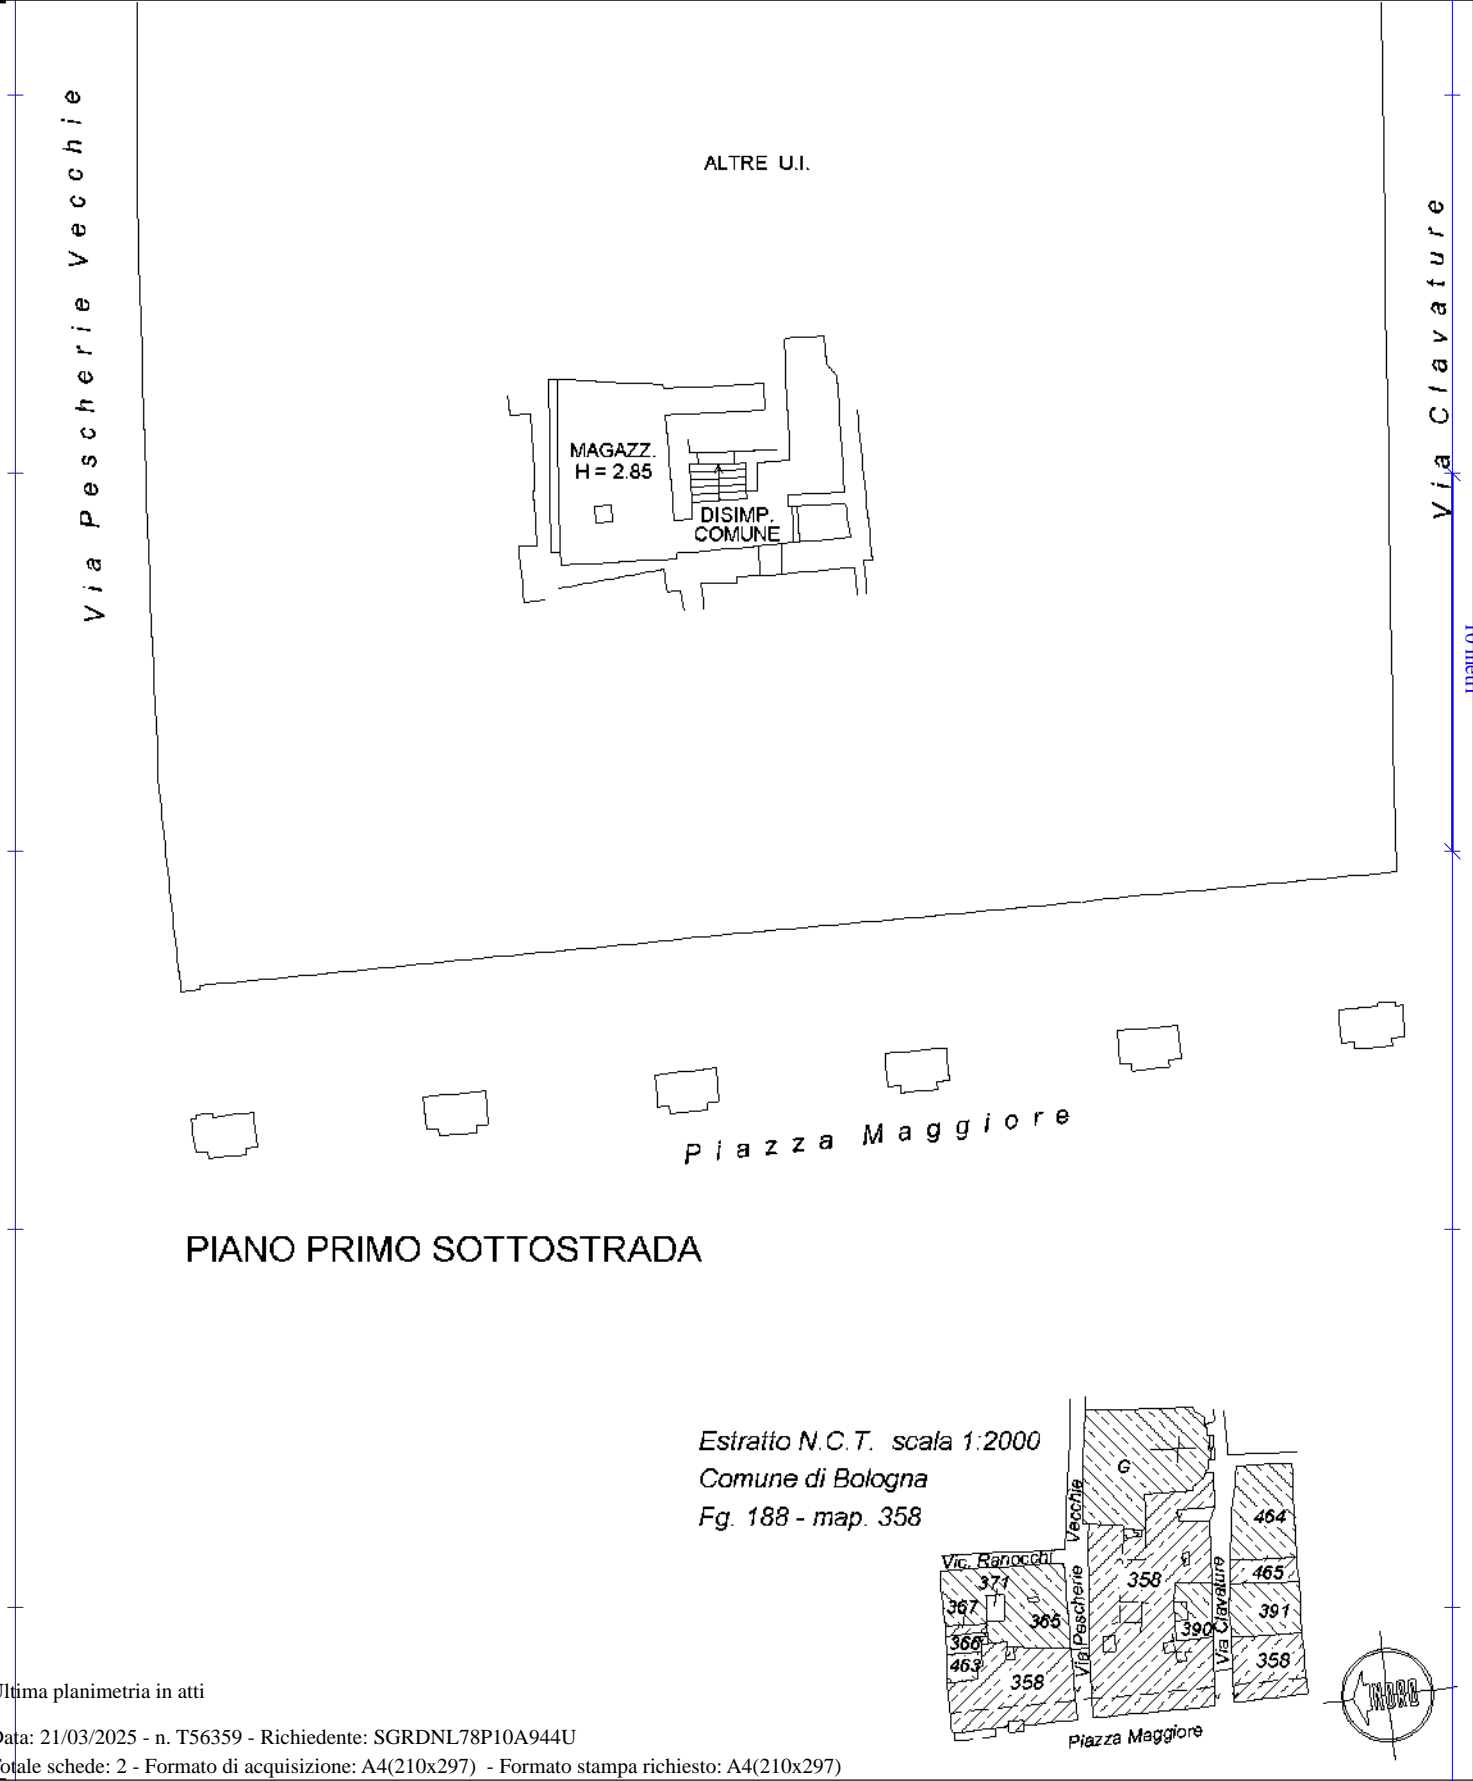 Via Pescherie Vecchie
ALTRE U.I.
Via Clavature
MAGAZZ.
H = 2.85
DISIMP.
COMUNE
10 metri
Piazza Maggiore
PIANO PRIMO SOTTOSTRADA
Estratto N.C.T. scala 1:2000
Comune di Bologna
Fg. 188 - map. 358
G
Via Pescherie Vecchie
Vic. Ranocchi
371
367
365
366
463
358
358
390
Via Clavature
464
465
391
358
Piazza Maggiore
NORD
Ultima planimetria in atti
Data: 21/03/2025 - n. T56359 - Richiedente: SGRDNL78P10A944U
Totale schede: 2 - Formato di acquisizione: A4(210x297) - Formato stampa richiesto: A4(210x297)